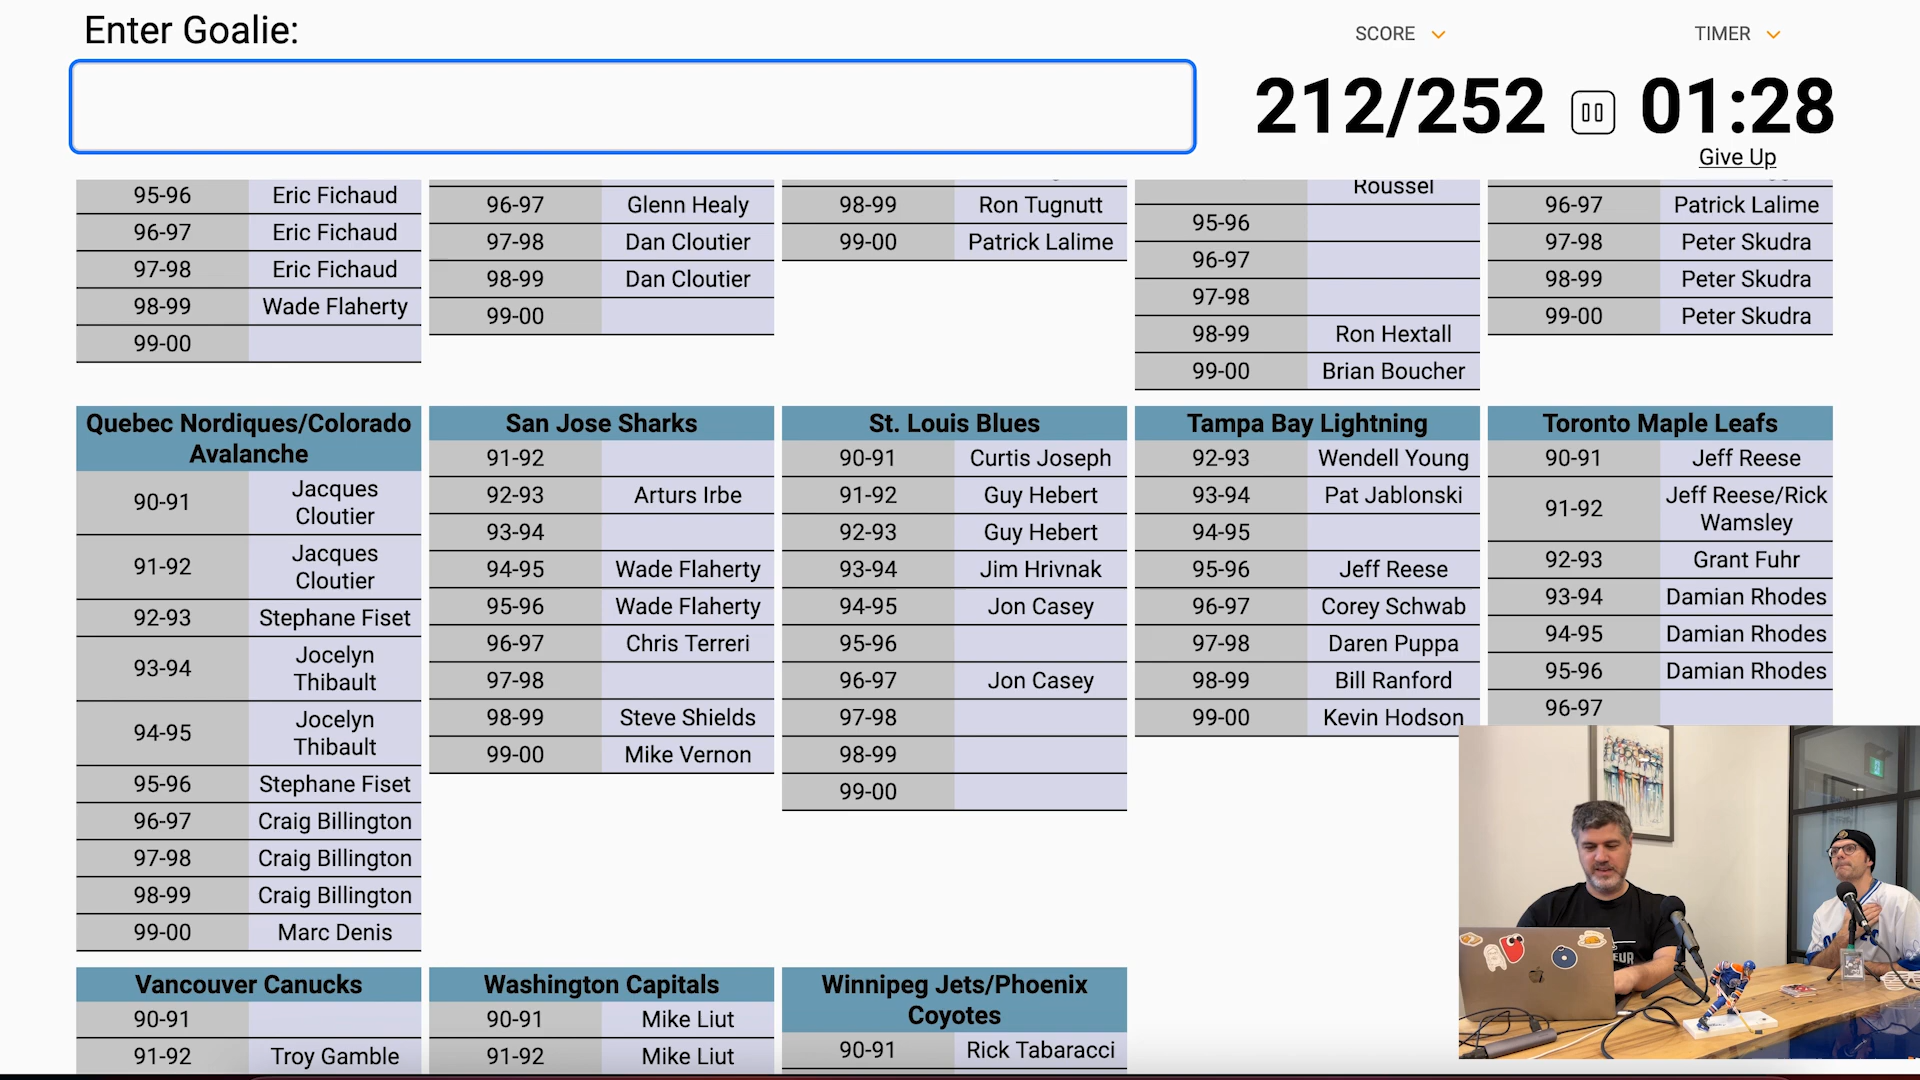 Enter Goalie:
SCORE
TIMER
212/252
01:28
Give Up
95-96 Eric Fichaud
96-97 Eric Fichaud
97-98 Eric Fichaud
98-99 Wade Flaherty
99-00
96-97 Glenn Healy
97-98 Dan Cloutier
98-99 Dan Cloutier
99-00
98-99 Ron Tugnutt
99-00 Patrick Lalime
Roussel
95-96
96-97
97-98
98-99 Ron Hextall
99-00 Brian Boucher
96-97 Patrick Lalime
97-98 Peter Skudra
98-99 Peter Skudra
99-00 Peter Skudra
Quebec Nordiques/Colorado
Avalanche
90-91 Jacques
Cloutier
91-92 Jacques
Cloutier
92-93 Stephane Fiset
93-94 Jocelyn
Thibault
94-95 Jocelyn
Thibault
95-96 Stephane Fiset
96-97 Craig Billington
97-98 Craig Billington
98-99 Craig Billington
99-00 Marc Denis
San Jose Sharks
91-92
92-93 Arturs Irbe
93-94
94-95 Wade Flaherty
95-96 Wade Flaherty
96-97 Chris Terreri
97-98
98-99 Steve Shields
99-00 Mike Vernon
St. Louis Blues
90-91 Curtis Joseph
91-92 Guy Hebert
92-93 Guy Hebert
93-94 Jim Hrivnak
94-95 Jon Casey
95-96
96-97 Jon Casey
97-98
98-99
99-00
Tampa Bay Lightning
92-93 Wendell Young
93-94 Pat Jablonski
94-95
95-96 Jeff Reese
96-97 Corey Schwab
97-98 Daren Puppa
98-99 Bill Ranford
99-00 Kevin Hodson
Toronto Maple Leafs
90-91 Jeff Reese
91-92 Jeff Reese/Rick
Wamsley
92-93 Grant Fuhr
93-94 Damian Rhodes
94-95 Damian Rhodes
95-96 Damian Rhodes
96-97
Vancouver Canucks
90-91
91-92 Troy Gamble
Washington Capitals
90-91 Mike Liut
91-92 Mike Liut
Winnipeg Jets/Phoenix
Coyotes
90-91 Rick Tabaracci